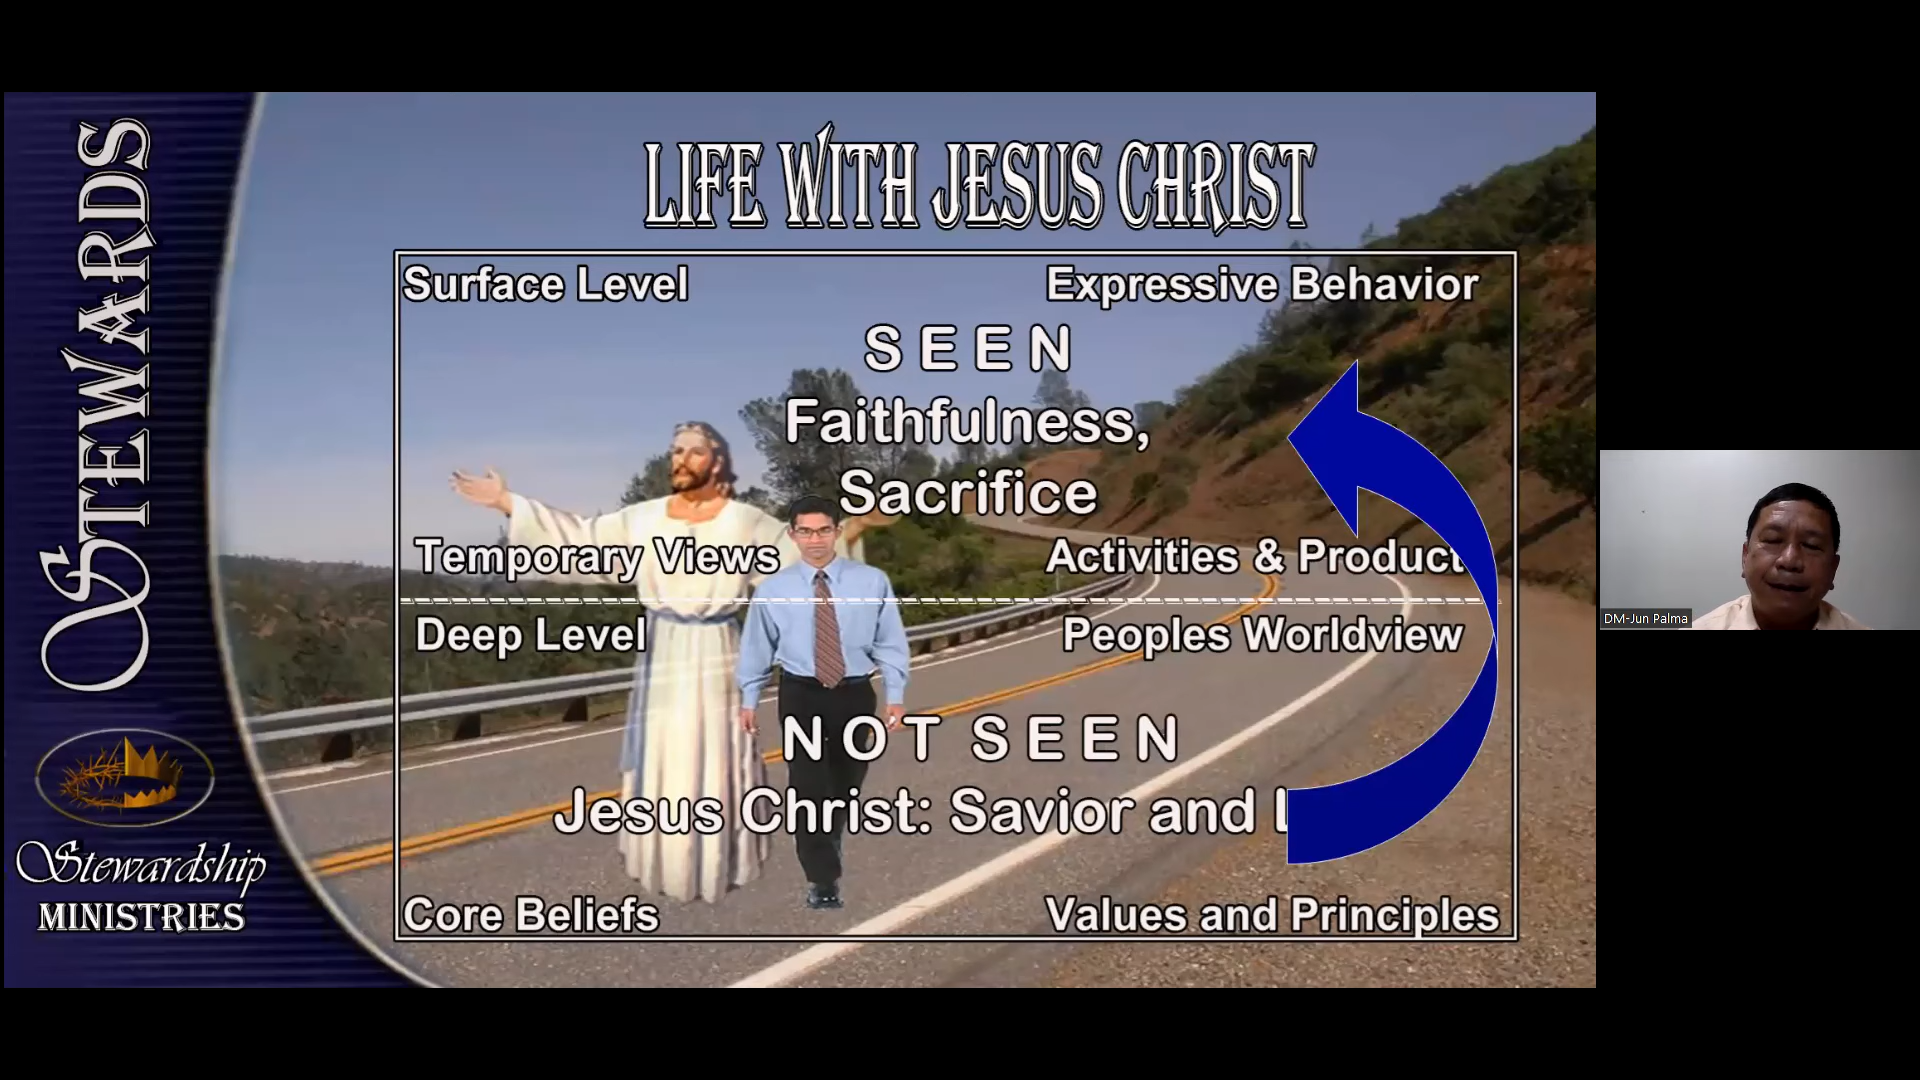 STEWARDS
Stewardship
MINISTRIES
LIFE WITH JESUS CHRIST
Surface Level
Expressive Behavior
SEEN
Faithfulness,
Sacrifice
Temporary Views
Activities & Product
Deep Level
Peoples Worldview
NOT SEEN
Jesus Christ: Savior and L
Core Beliefs
Values and Principles
DM-Jun Palma